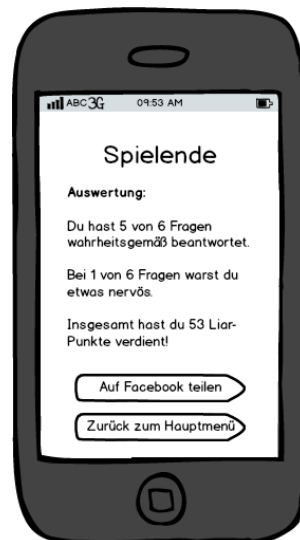 ABC 3G 09:53 AM
Spielende
Auswertung:
Du hast 5 von 6 Fragen
wahrheitsgemäß beantwortet.
Bei 1 von 6 Fragen warst du
etwas nervös.
Insgesamt hast du 53 Liar-
Punkte verdient!
Auf Facebook teilen
Zurück zum Hauptmenü